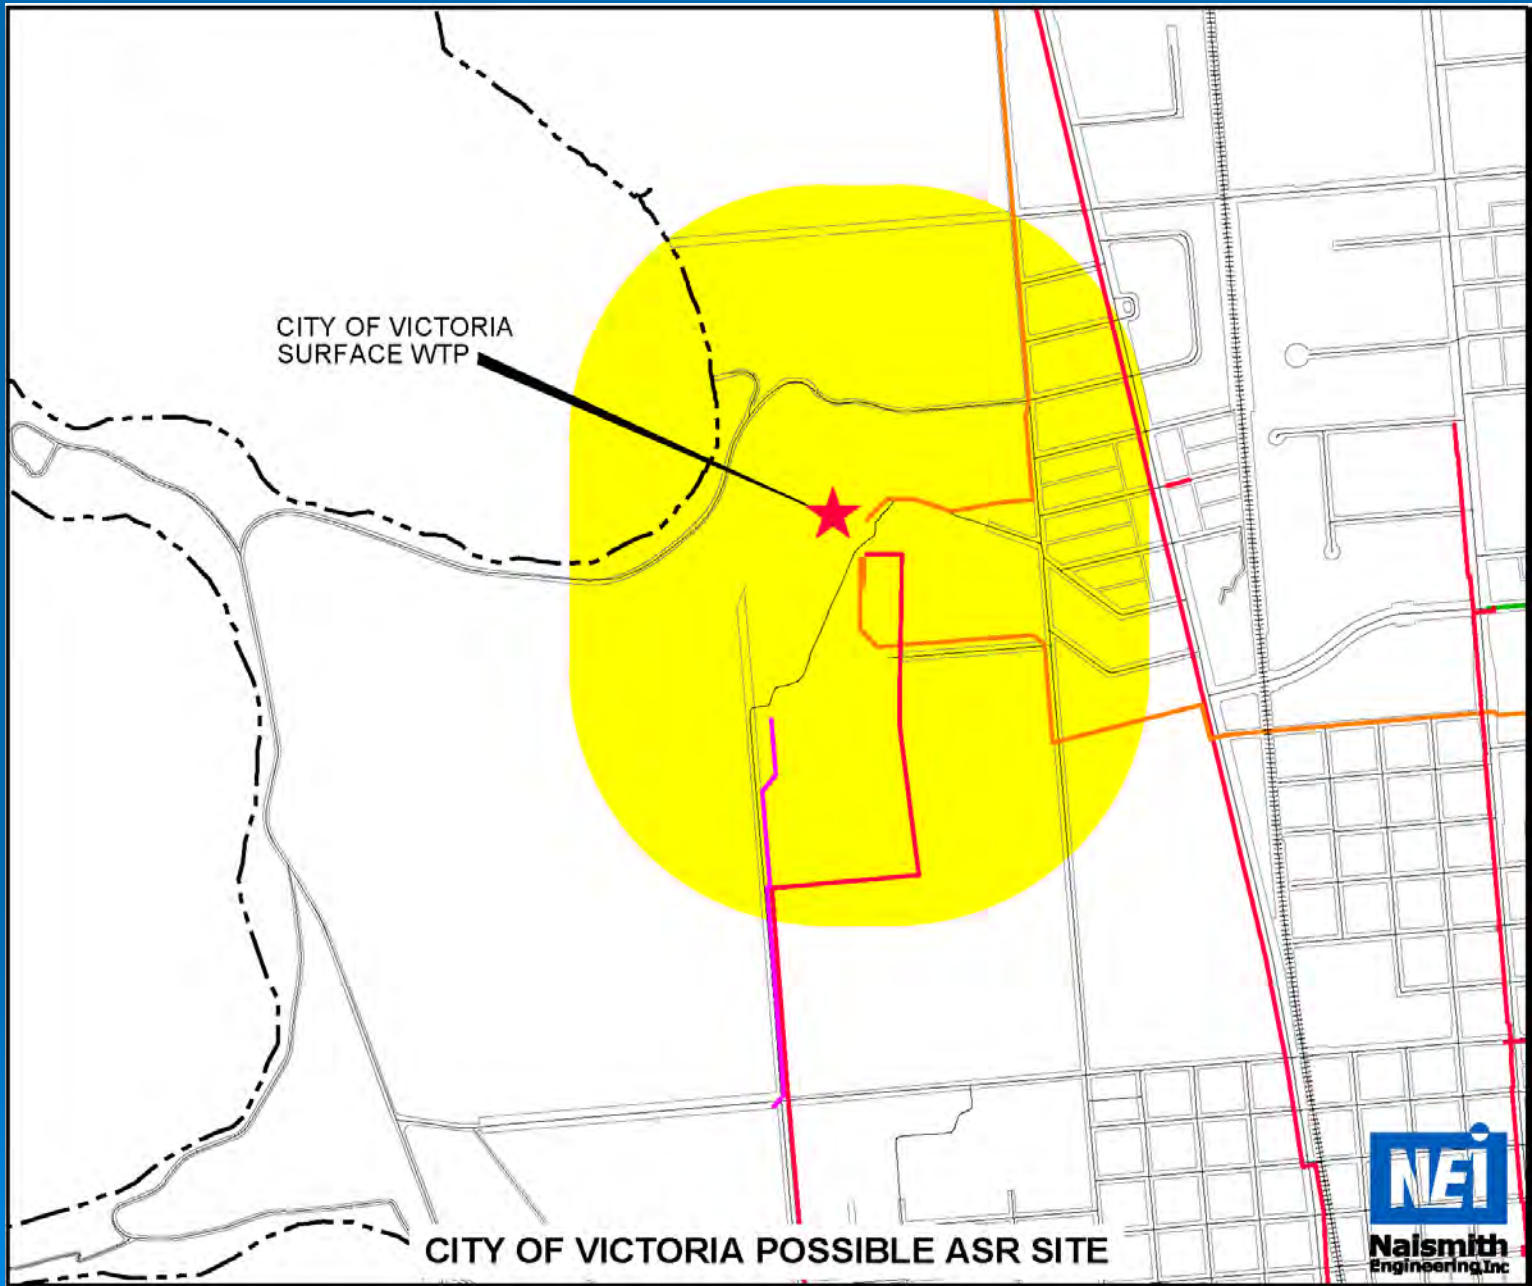 CITY OF VICTORIA
SURFACE WTP
CITY OF VICTORIA POSSIBLE ASR SITE
NEi
Naismith
Engineering,Inc